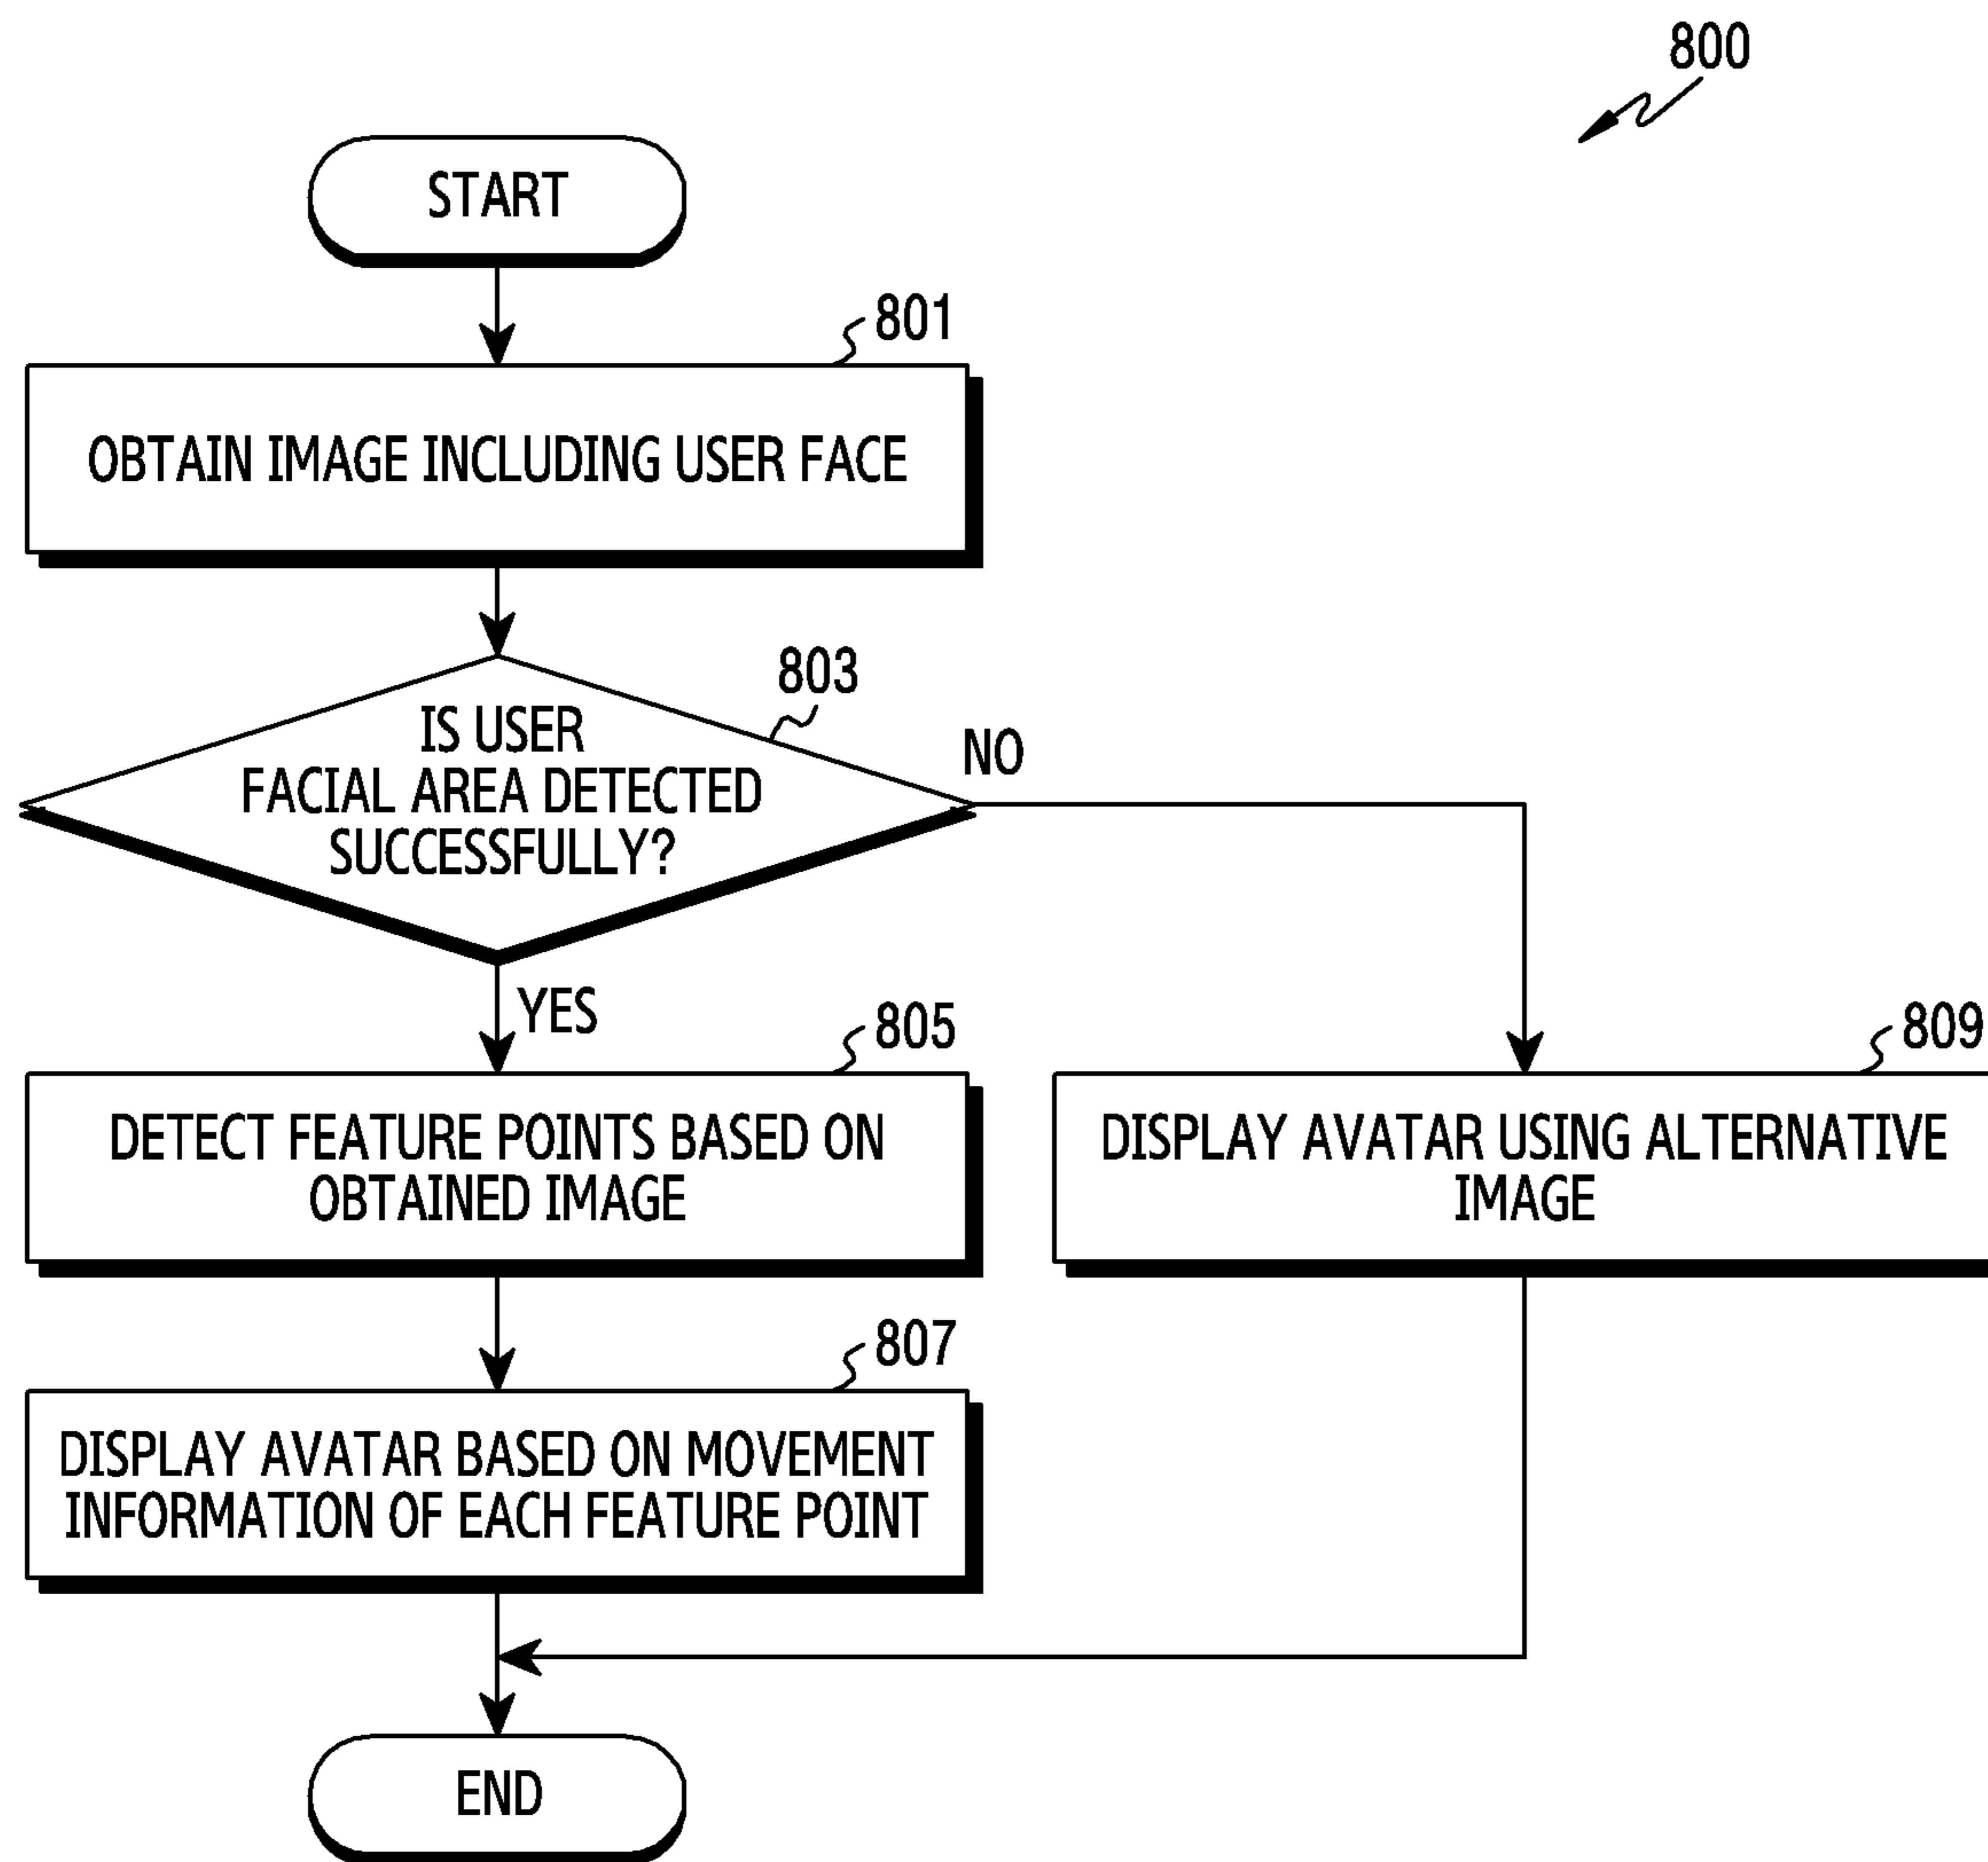 800
START
801
OBTAIN IMAGE INCLUDING USER FACE
803
IS USER
FACIAL AREA DETECTED
SUCCESSFULLY?
NO
YES
805
DETECT FEATURE POINTS BASED ON
OBTAINED IMAGE
809
DISPLAY AVATAR USING ALTERNATIVE
IMAGE
807
DISPLAY AVATAR BASED ON MOVEMENT
INFORMATION OF EACH FEATURE POINT
END